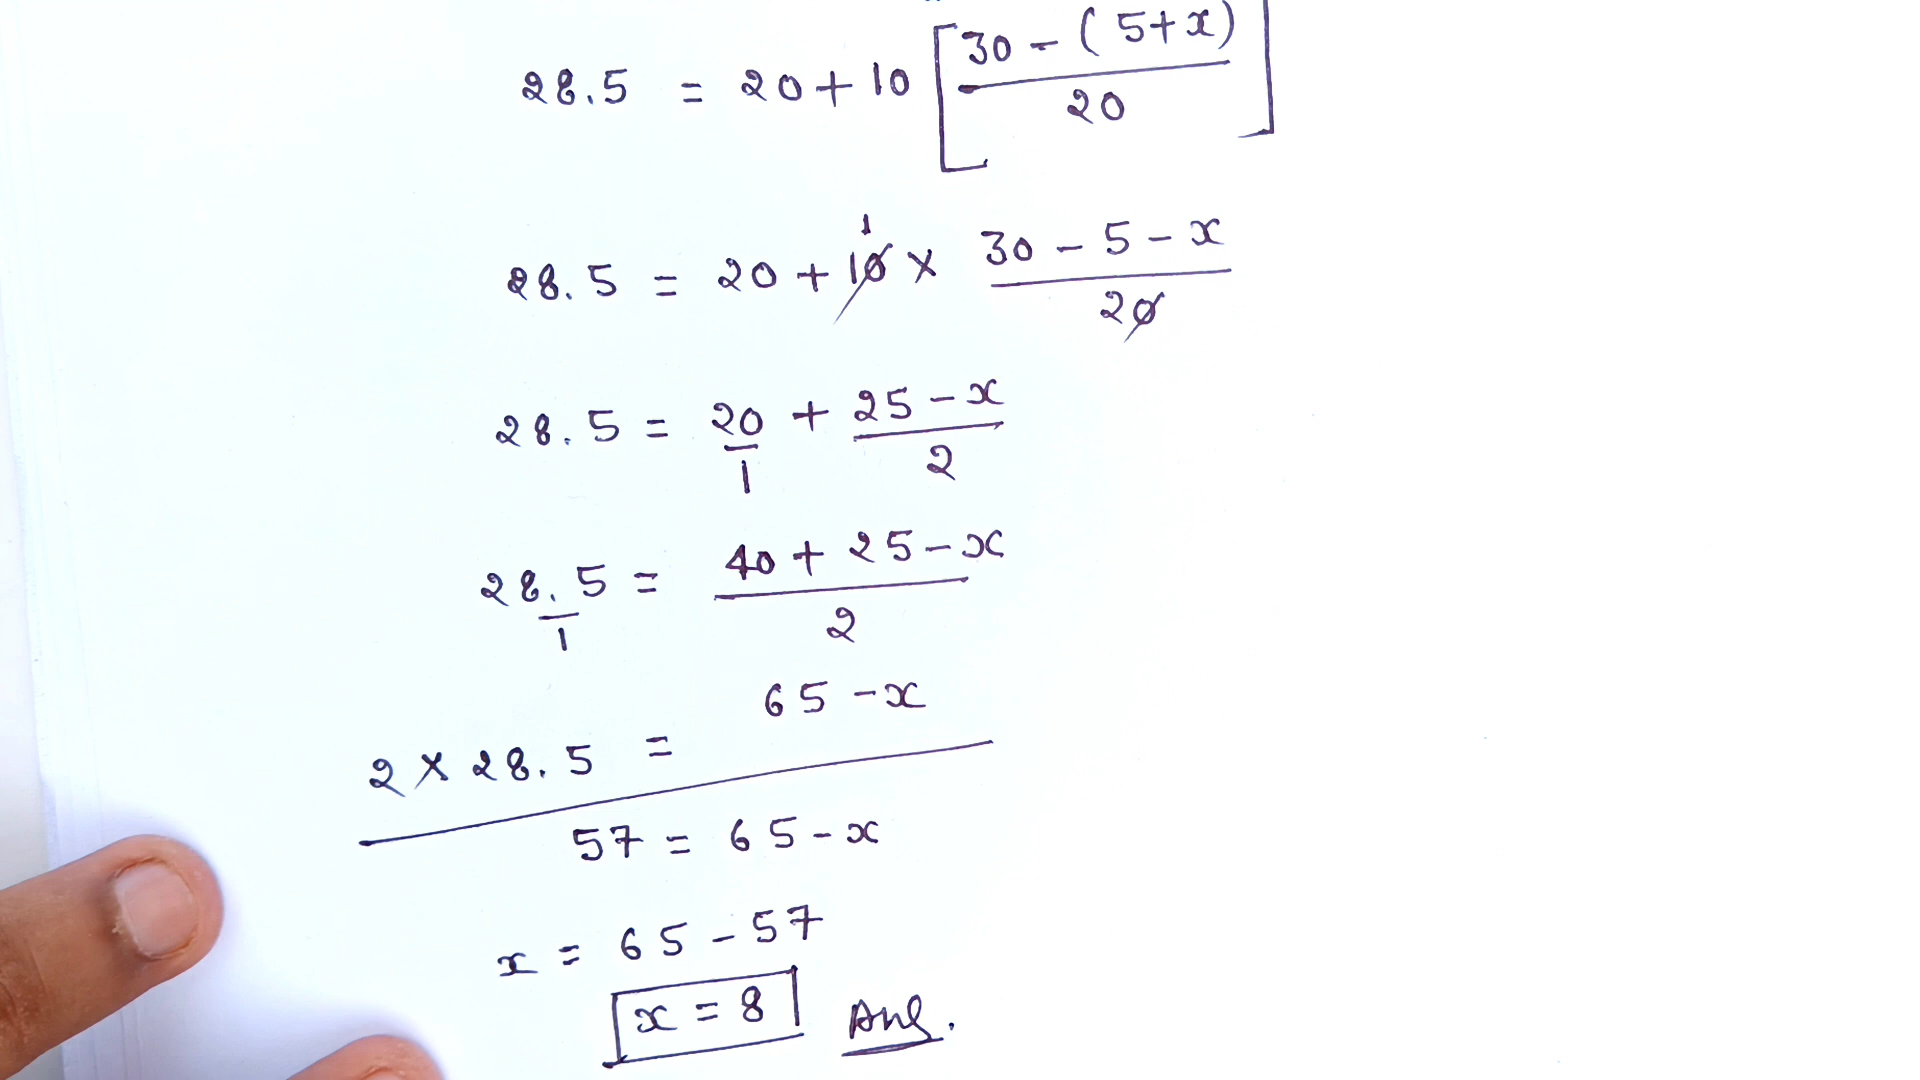 28.5 = 20 + 10 [ 30 - ( 5 + x ) / 20 ]
28.5 = 20 + 10 1 × 30 - 5 - x / 20
28.5 = 20 / 1 + 25 - x / 2
28.5 / 1 = 40 + 25 - x / 2
2 × 28.5 = 65 - x
57 = 65 - x
x = 65 - 57
x = 8 Ans.